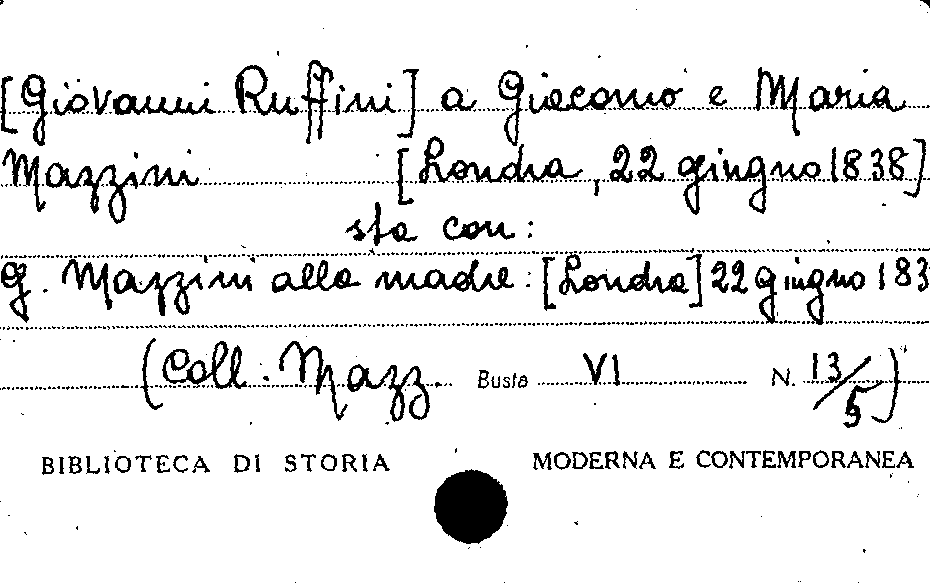 [Giovanni Ruffini] a Giacomo e Maria
Mazzini [Londra, 22 giugno 1838]
sta con:
G. Mazzini alla madre: [Londra] 22 giugno 183
(Coll. Mazz. Busta VI N. 13/5)
BIBLIOTECA DI STORIA MODERNA E CONTEMPORANEA